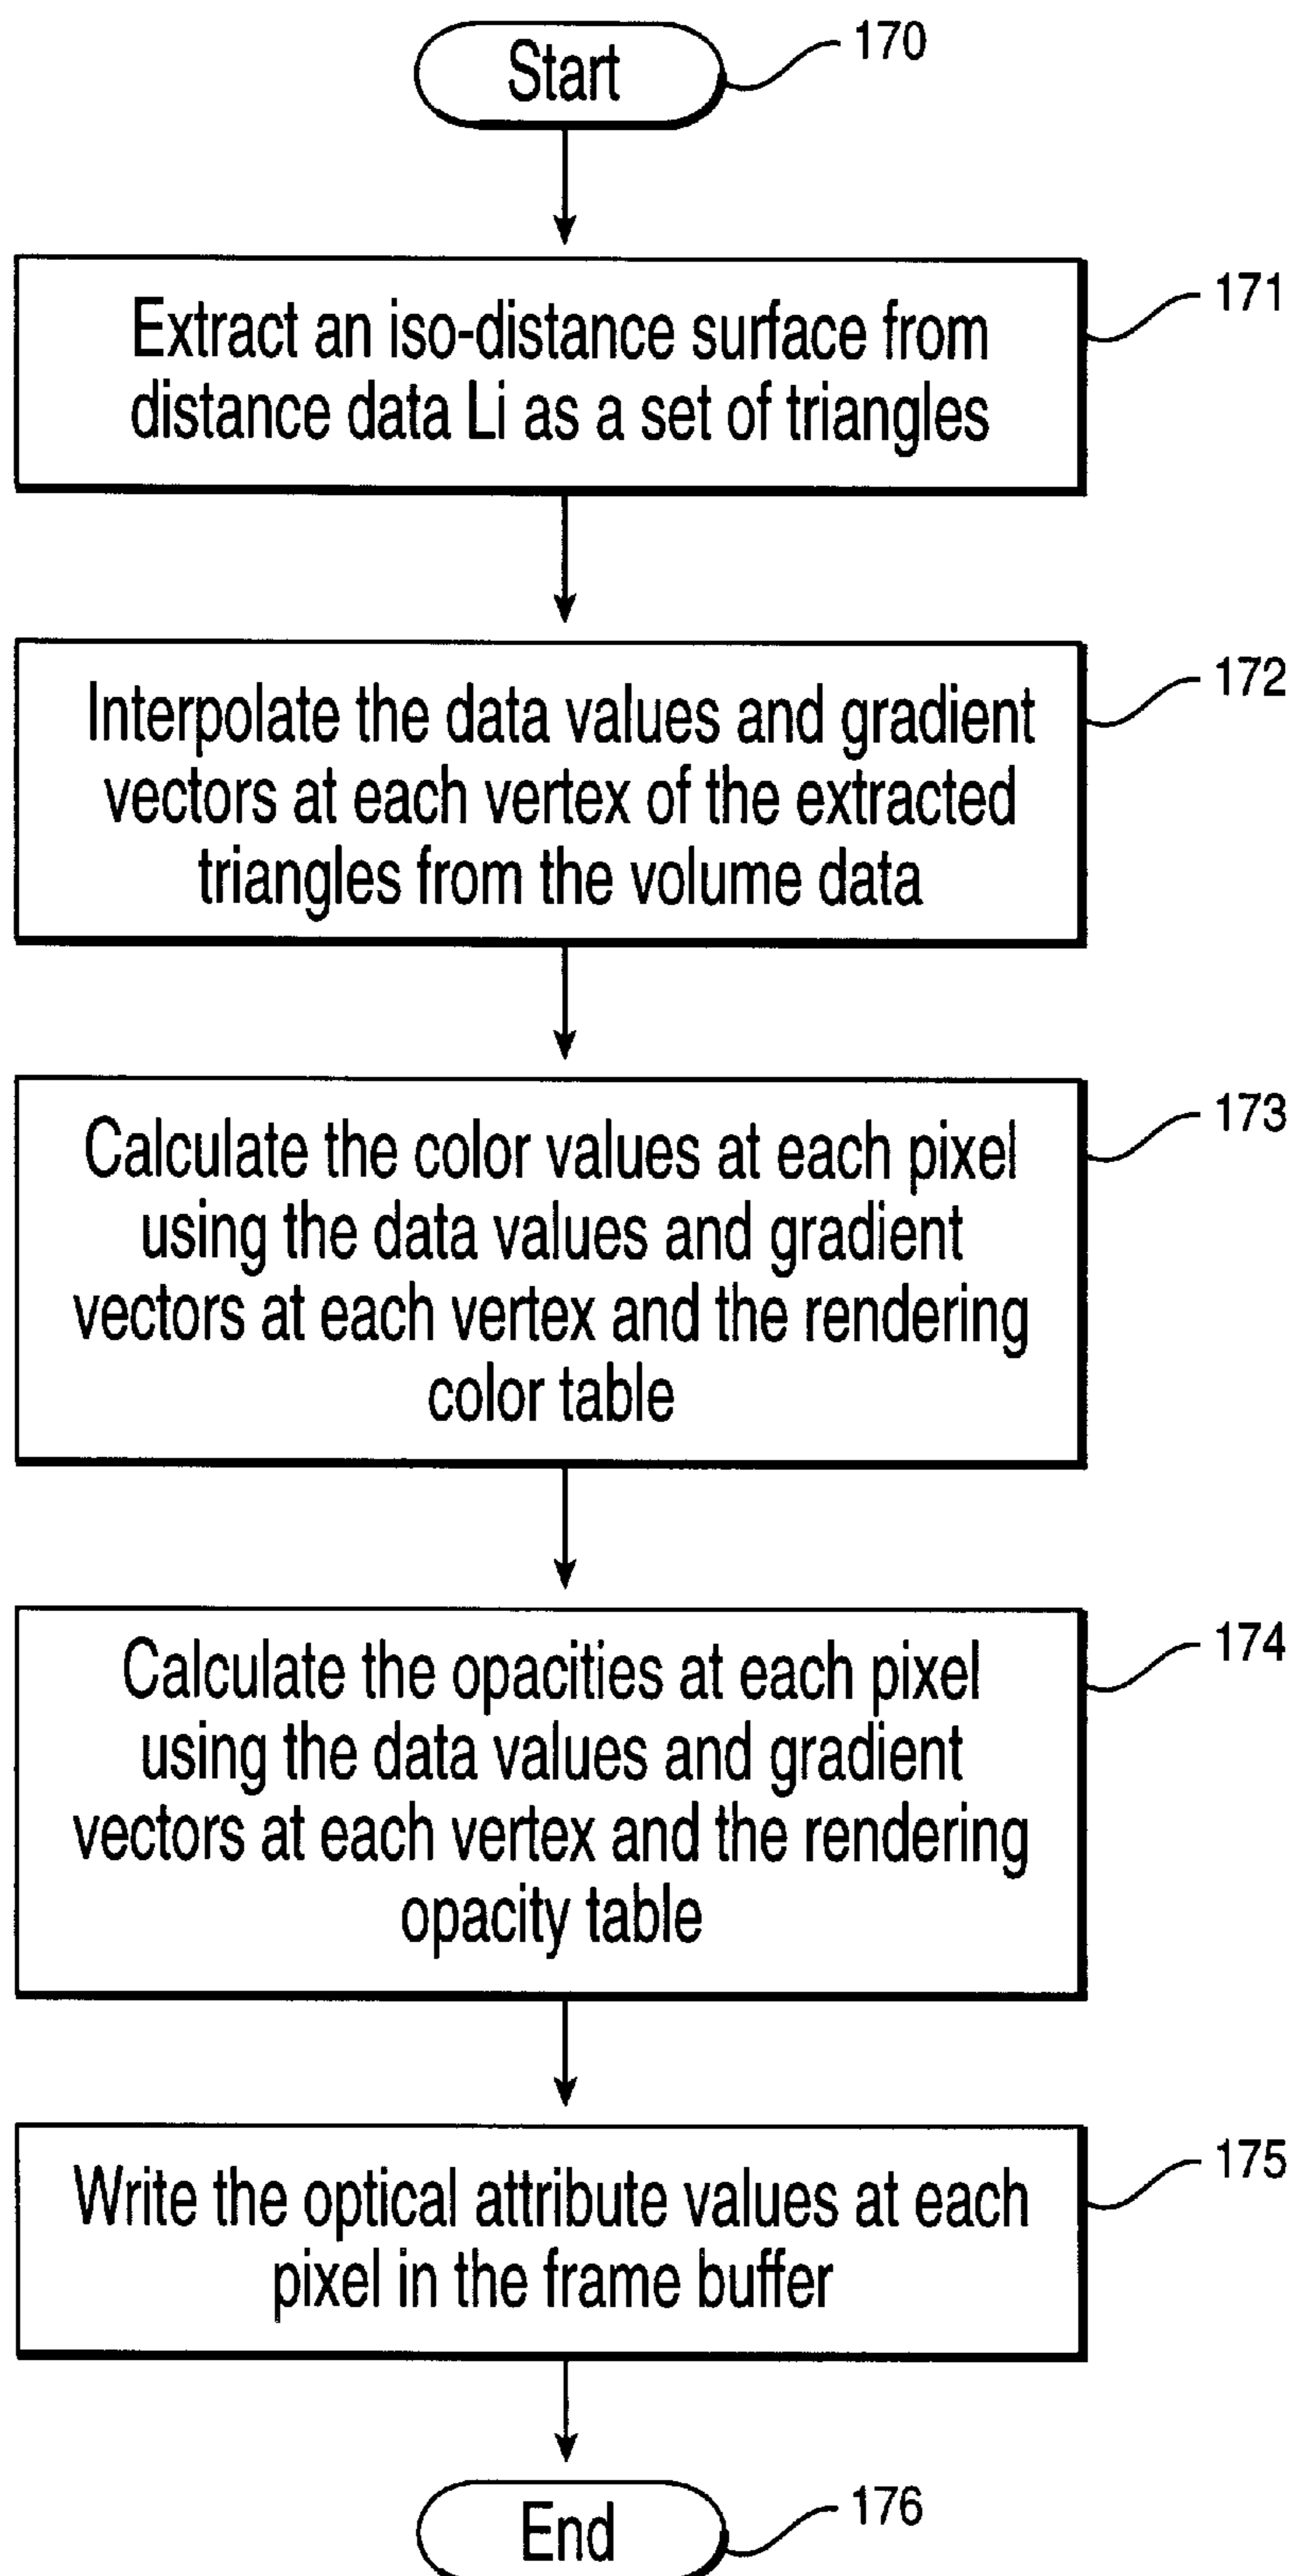 Start
170
Extract an iso-distance surface from
distance data Li as a set of triangles
171
Interpolate the data values and gradient
vectors at each vertex of the extracted
triangles from the volume data
172
Calculate the color values at each pixel
using the data values and gradient
vectors at each vertex and the rendering
color table
173
Calculate the opacities at each pixel
using the data values and gradient
vectors at each vertex and the rendering
opacity table
174
Write the optical attribute values at each
pixel in the frame buffer
175
End
176